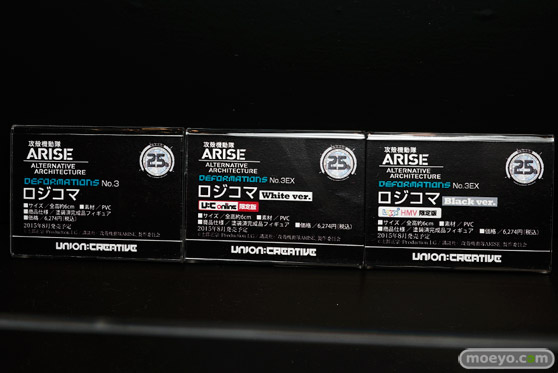 攻殻機動隊
ARISE
ALTERNATIVE
ARCHITECTURE
25
DEFORMATIONS No.3
ロジコマ
■サイズ／全高約6cm ■素材／PVC
■商品仕様／塗装済完成品フィギュア
■価格／6,274円(税込)
2015年8月発売予定
UNION:CREATIVE
攻殻機動隊
ARISE
ALTERNATIVE
ARCHITECTURE
25
DEFORMATIONS No.3EX
ロジコマ White ver.
online 限定版
■サイズ／全高約6cm ■素材／PVC
■商品仕様／塗装済完成品フィギュア ■価格／6,274円(税込)
2015年8月発売予定
UNION:CREATIVE
攻殻機動隊
ARISE
ALTERNATIVE
ARCHITECTURE
25
DEFORMATIONS No.3EX
ロジコマ Black ver.
HMV 限定版
■サイズ／全高約6cm ■素材／PVC
■商品仕様／塗装済完成品フィギュア ■価格／6,274円(税込)
2015年8月発売予定
UNION:CREATIVE
moeyo.com